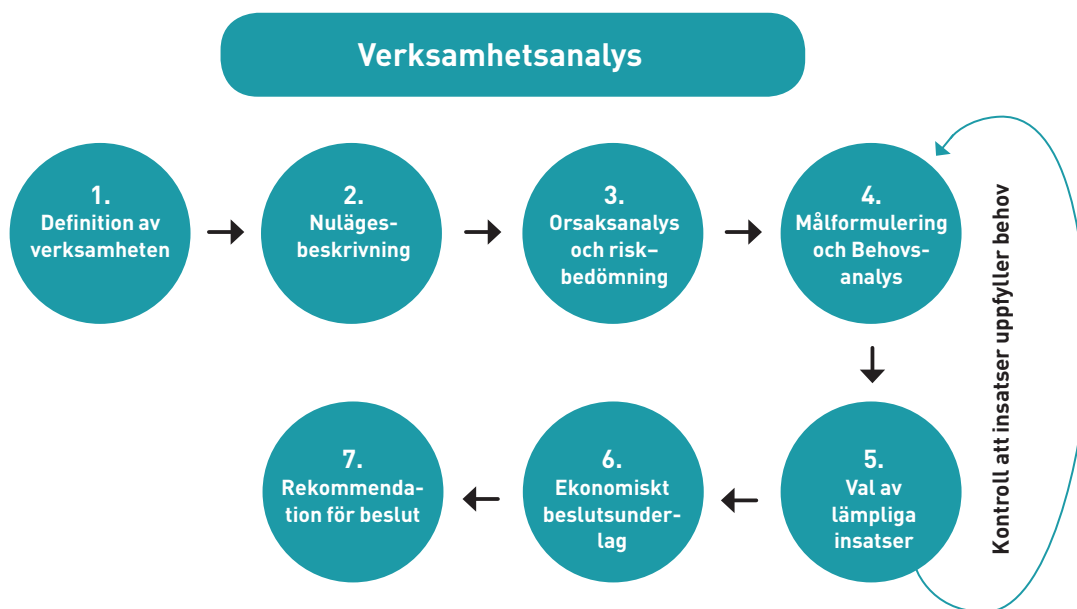 Verksamhetsanalys
1.
Definition av
verksamheten
2.
Nuläges-
beskrivning
3.
Orsaksanalys
och risk–
bedömning
4.
Målformulering
och Behovs-
analys
5.
Val av
lämpliga
insatser
6.
Ekonomiskt
beslutsunder-
lag
7.
Rekommenda-
tion för beslut
Kontroll att insatser uppfyller behov